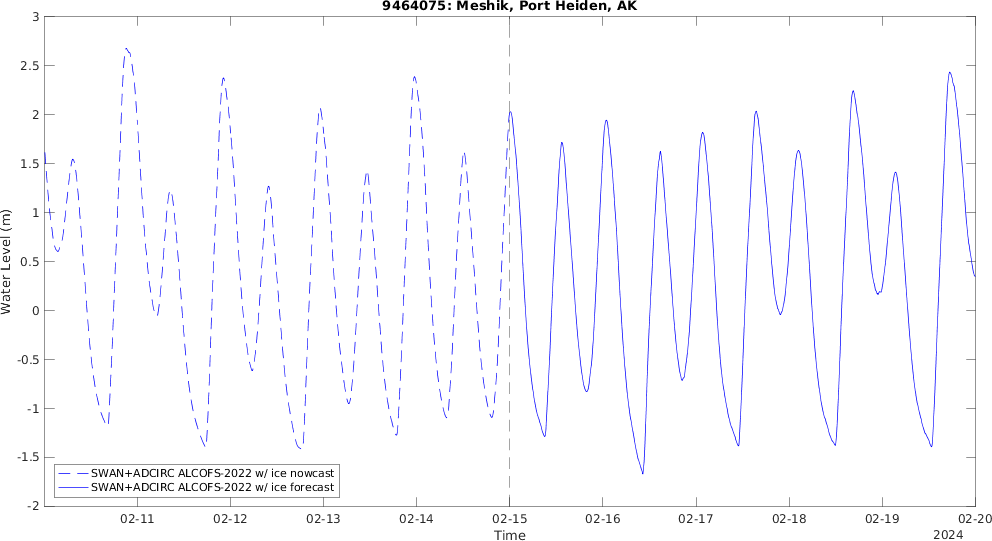 9464075: Meshik, Port Heiden, AK
3
2.5
2
1.5
1
0.5
0
-0.5
-1
-1.5
-2
Water Level (m)
SWAN+ADCIRC ALCOFS-2022 w/ ice nowcast
SWAN+ADCIRC ALCOFS-2022 w/ ice forecast
02-11 02-12 02-13 02-14 02-15 02-16 02-17 02-18 02-19 02-20
Time
2024